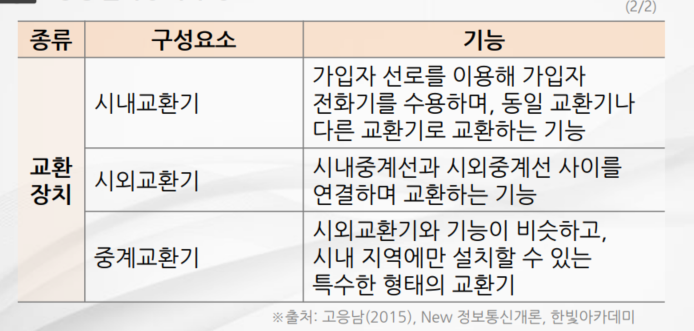 (2/2)
종류 구성요소 기능
교환
장치
시내교환기
가입자 선로를 이용해 가입자
전화기를 수용하며, 동일 교환기나
다른 교환기로 교환하는 기능
시외교환기
시내중계선과 시외중계선 사이를
연결하며 교환하는 기능
중계교환기
시외교환기와 기능이 비슷하고,
시내 지역에만 설치할 수 있는
특수한 형태의 교환기
※출처: 고응남(2015), New 정보통신개론, 한빛아카데미